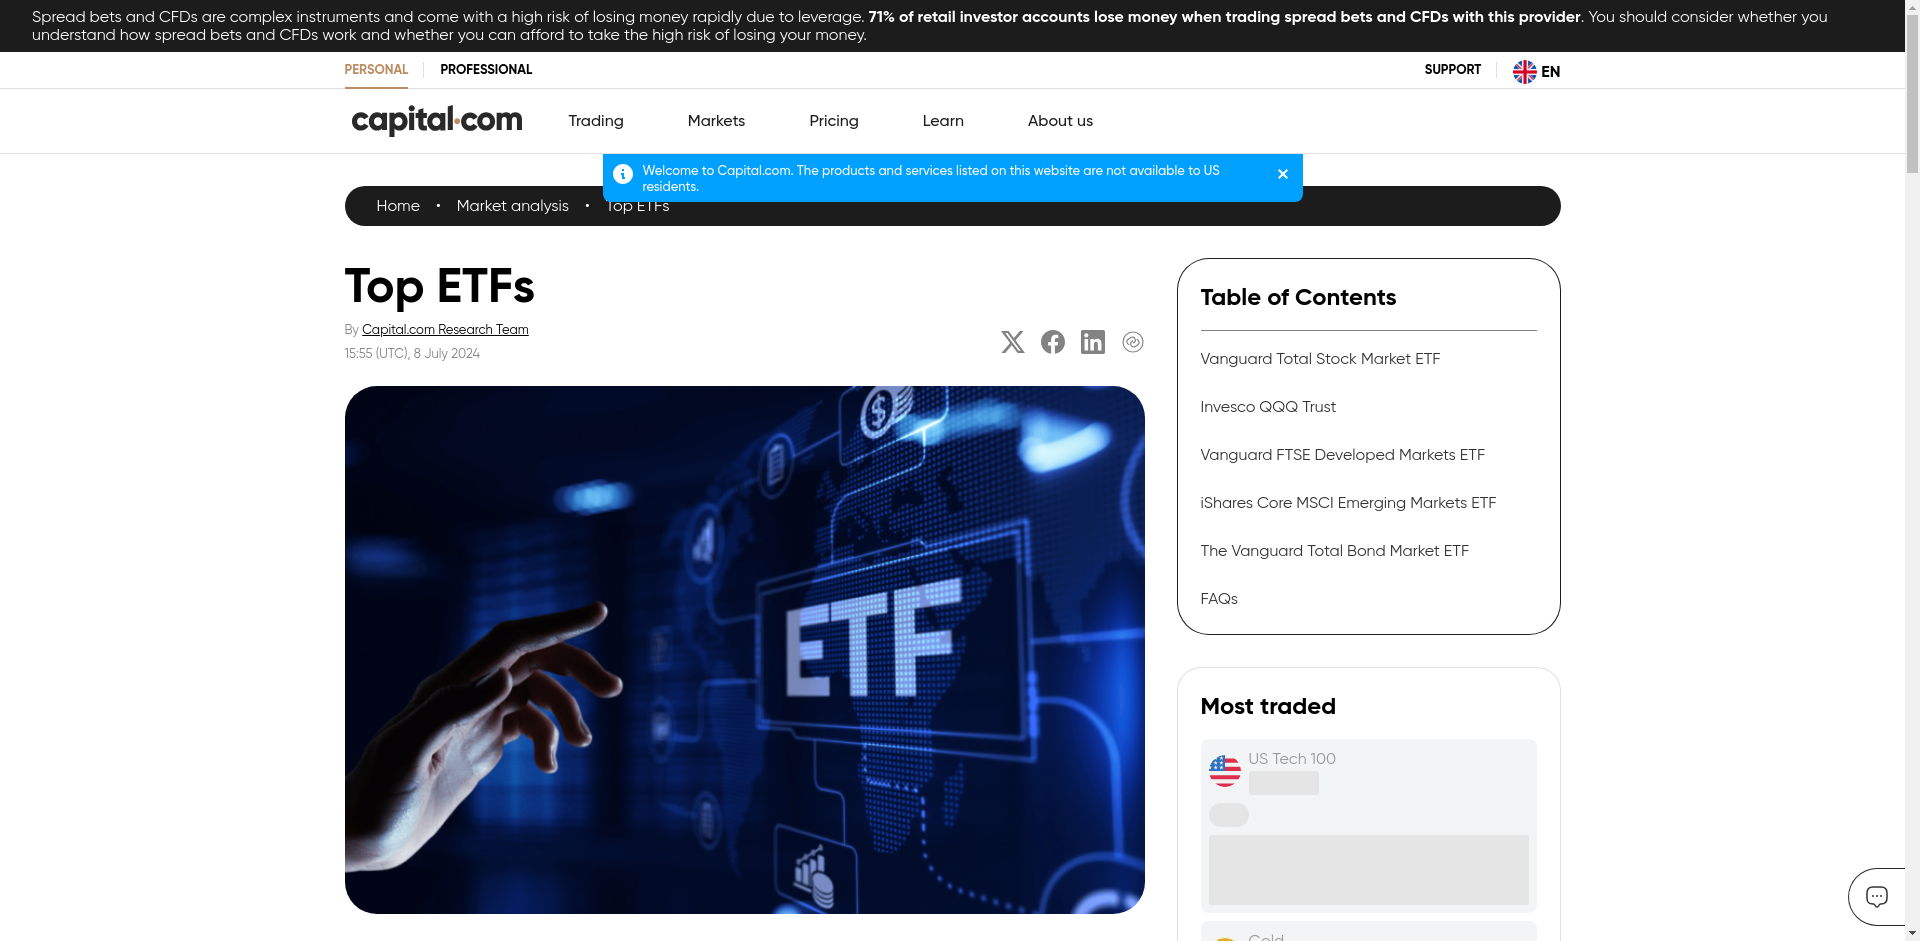 Spread bets and CFDs are complex instruments and come with a high risk of losing money rapidly due to leverage. 71% of retail investor accounts lose money when trading spread bets and CFDs with this provider. You should consider whether you
understand how spread bets and CFDs work and whether you can afford to take the high risk of losing your money.
PERSONAL
PROFESSIONAL
SUPPORT
EN
capital.com
Trading
Markets
Pricing
Learn
About us
Welcome to Capital.com. The products and services listed on this website are not available to US
residents.
Home • Market analysis • Top ETFs
Top ETFs
By Capital.com Research Team
15:55 (UTC), 8 July 2024
ETF
Table of Contents
Vanguard Total Stock Market ETF
Invesco QQQ Trust
Vanguard FTSE Developed Markets ETF
iShares Core MSCI Emerging Markets ETF
The Vanguard Total Bond Market ETF
FAQs
Most traded
US Tech 100
Gold